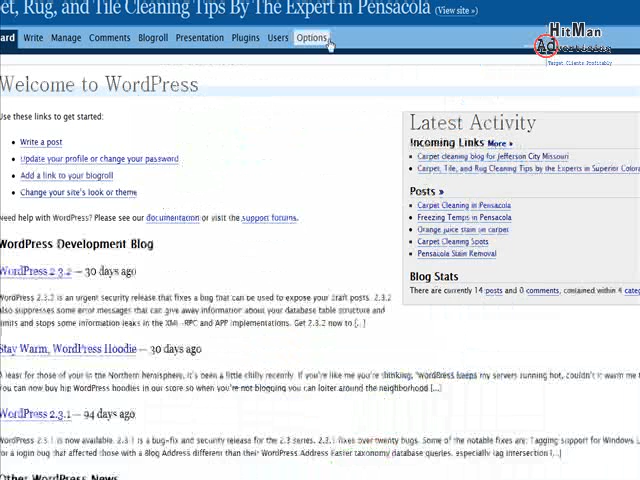 et, Rug, and Tile Cleaning Tips By The Expert in Pensacola (View site »)
ard Write Manage Comments Blogroll Presentation Plugins Users Options
HitMan
Advertising
Target Clients Profitably
Welcome to WordPress
Use these links to get started:
Write a post
Update your profile or change your password
Add a link to your blogroll
Change your site's look or theme
Need help with WordPress? Please see our documentation or visit the support forums.
Latest Activity
Incoming Links More »
Carpet cleaning blog for Jefferson City Missouri
Carpet, Tile, and Rug Cleaning Tips by the Experts in Superior Colora
Posts »
Carpet Cleaning in Pensacola
Freezing Temps in Pensacola
Orange juice stain on carpet
Carpet Cleaning Spots
Pensacola Stain Removal
Blog Stats
There are currently 14 posts and 0 comments, contained within 4 categ
WordPress Development Blog
WordPress 2.3.2 — 30 days ago
WordPress 2.3.2 is an urgent security release that fixes a bug that can be used to expose your draft posts. 2.3.2
also suppresses some error messages that can give away information about your database table structure and
limits and stops some information leaks in the XML-RPC and APP implementations. Get 2.3.2 now to [...]
Stay Warm, WordPress Hoodie — 30 days ago
At least for those of your in the Northern hemisphere, it's been a little chilly recently. If you're like me you're thinking, "WordPress keeps my servers running hot, couldn't it warm me t
You can now buy hip WordPress hoodies in our store so when you're not blogging you can loiter around the neighborhood [...]
WordPress 2.3.1 — 94 days ago
WordPress 2.3.1 is now available. 2.3.1 is a bug-fix and security release for the 2.3 series. 2.3.1 fixes over twenty bugs. Some of the notable fixes are: Tagging support for Windows L
for a login bug that affected those with a Blog Address different than their WordPress Address Faster taxonomy database queries, especially tag intersection [...]
Other WordPress News